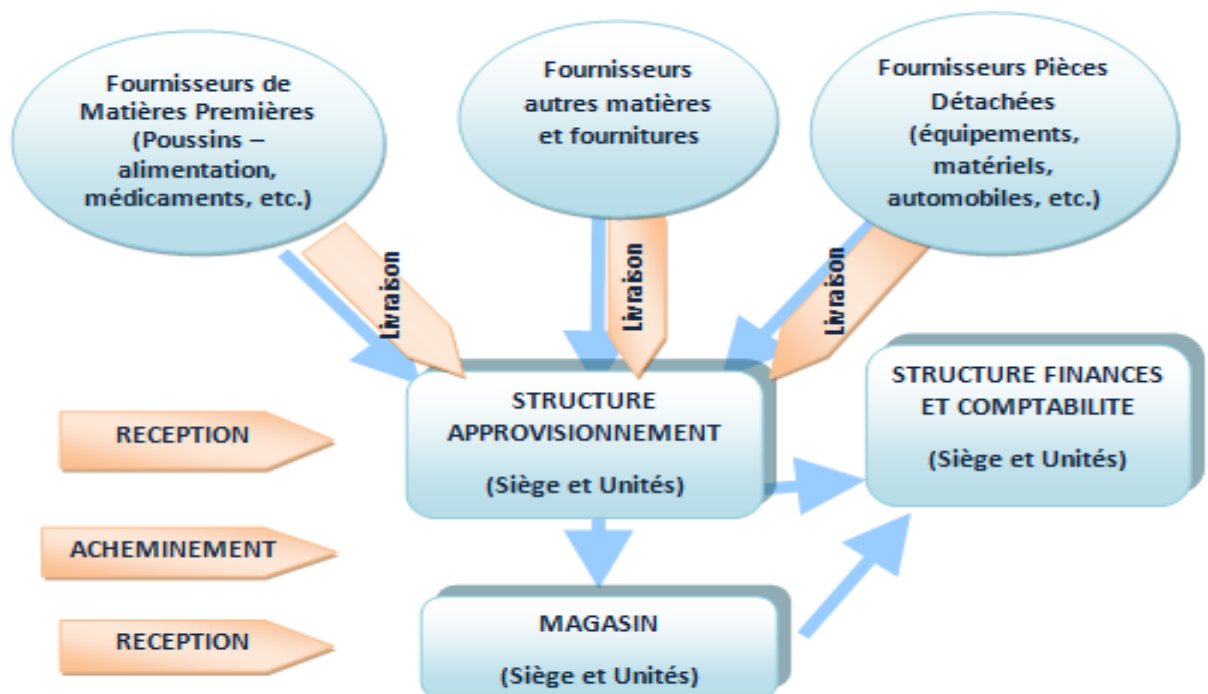 Fournisseurs de
Matières Premières
(Poussins –
alimentation,
médicaments, etc.)
Fournisseurs
autres matières
et fournitures
Fournisseurs Pièces
Détachées
(équipements,
matériels,
automobiles, etc.)
Livraison
Livraison
Livraison
STRUCTURE
APPROVISIONNEMENT
(Siège et Unités)
STRUCTURE FINANCES
ET COMPTABILITE
(Siège et Unités)
RECEPTION
ACHEMINEMENT
RECEPTION
MAGASIN
(Siège et Unités)